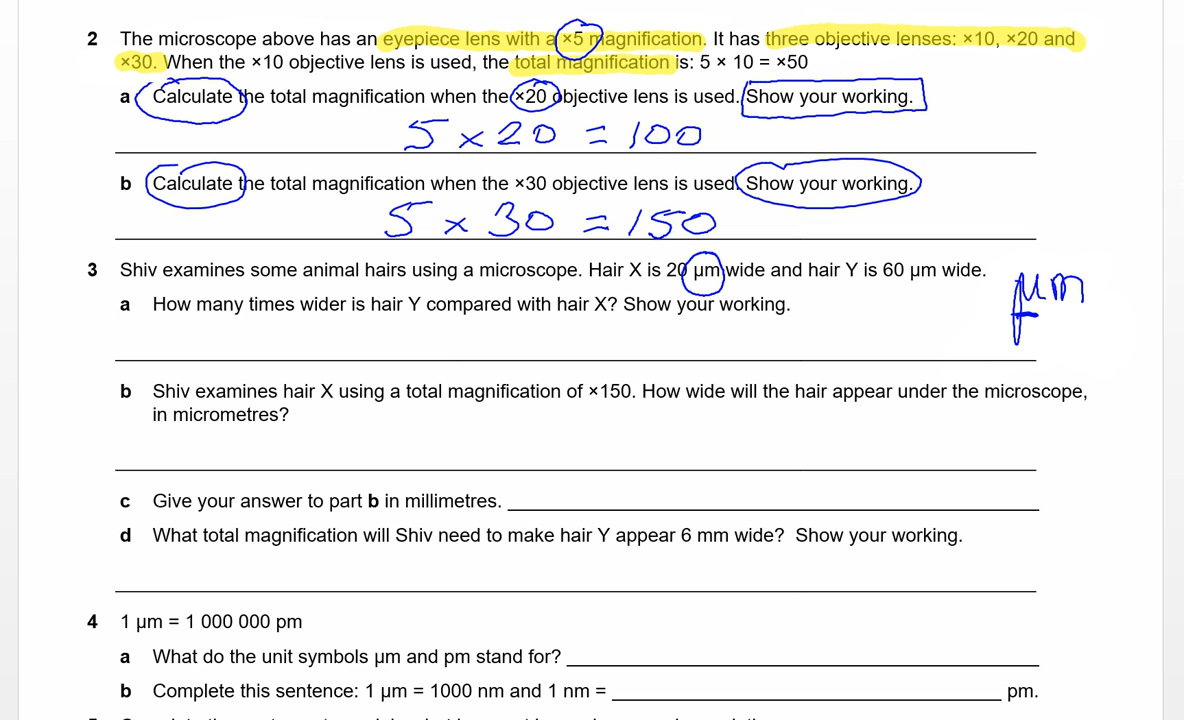 2 The microscope above has an eyepiece lens with a ×5 magnification. It has three objective lenses: ×10, ×20 and
×30. When the ×10 objective lens is used, the total magnification is: 5 × 10 = ×50
a Calculate the total magnification when the ×20 objective lens is used. Show your working.
5 × 20 = 100
b Calculate the total magnification when the ×30 objective lens is used. Show your working.
5 × 30 = 150
3 Shiv examines some animal hairs using a microscope. Hair X is 20 µm wide and hair Y is 60 µm wide.
µm
a How many times wider is hair Y compared with hair X? Show your working.
b Shiv examines hair X using a total magnification of ×150. How wide will the hair appear under the microscope,
in micrometres?
c Give your answer to part b in millimetres.
d What total magnification will Shiv need to make hair Y appear 6 mm wide? Show your working.
4 1 µm = 1 000 000 pm
a What do the unit symbols µm and pm stand for?
b Complete this sentence: 1 µm = 1000 nm and 1 nm = pm.